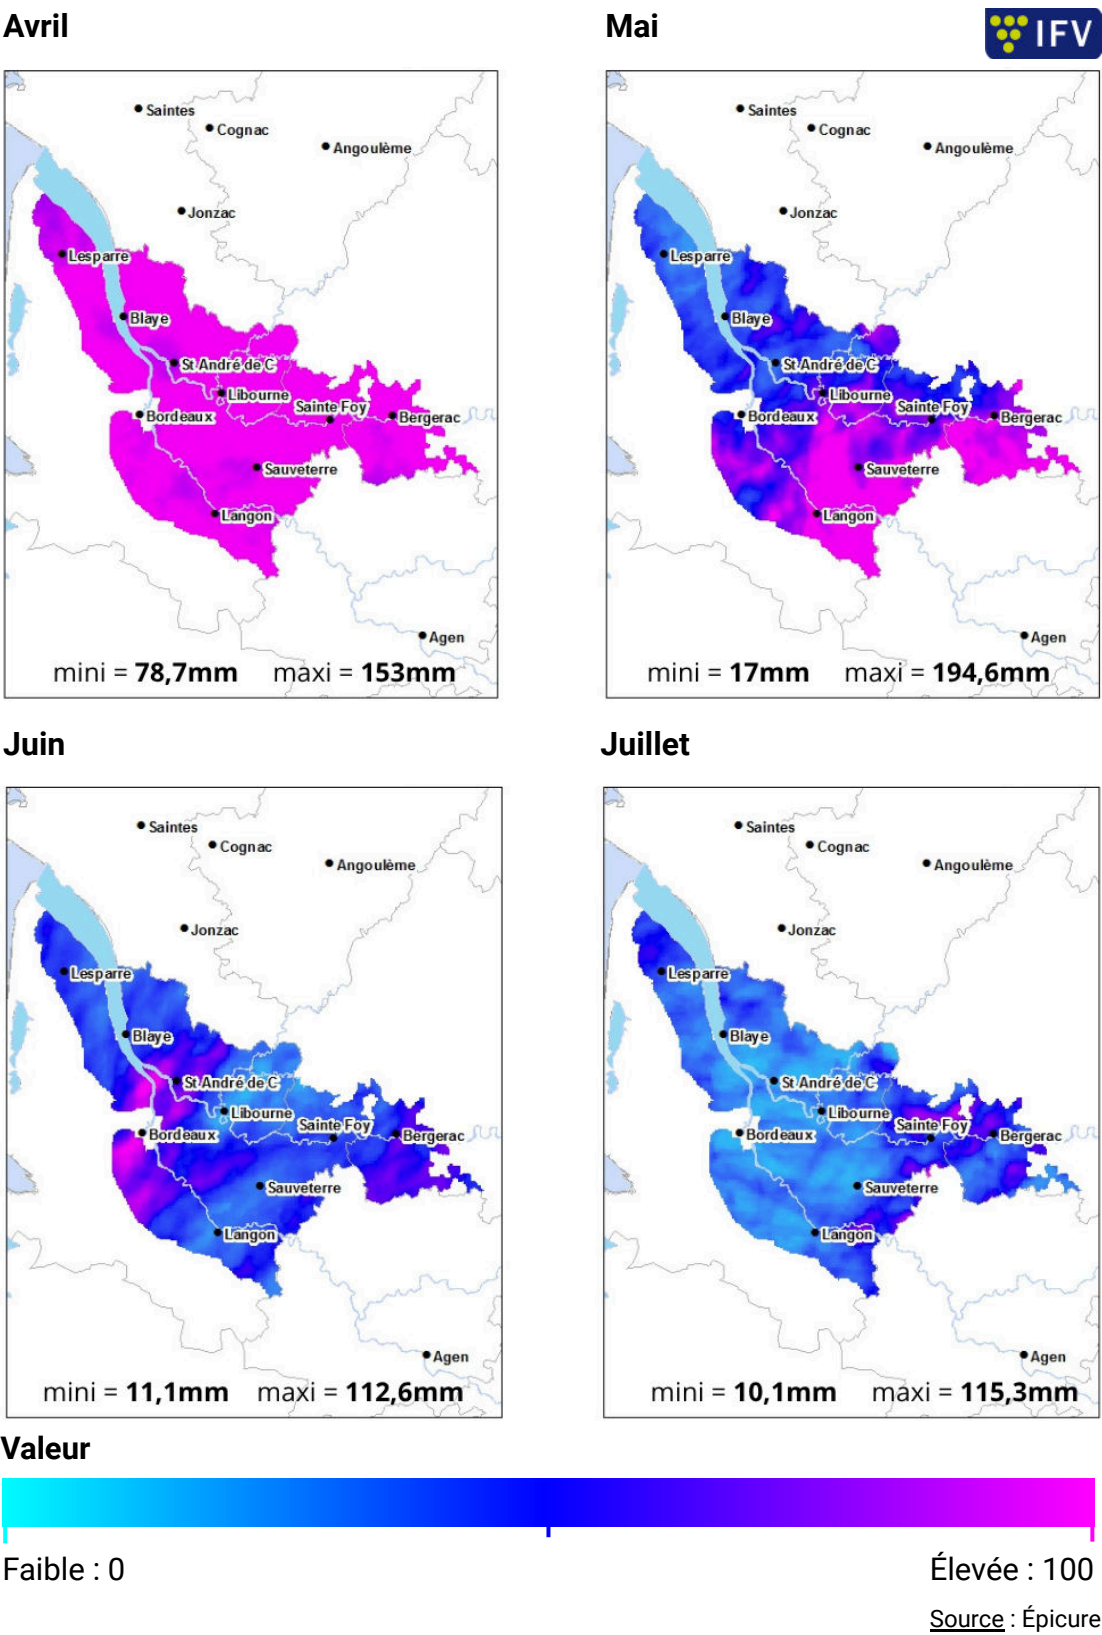 Avril
Mai
IFV
Saintes
Cognac
Angoulème
Jonzac
Lesparre
Blaye
St André de C
Libourne
Sainte Foy
Bordeaux
Bergerac
Sauveterre
Langon
Agen
mini = 78,7mm maxi = 153mm
Saintes
Cognac
Angoulème
Jonzac
Lesparre
Blaye
St André de C
Libourne
Sainte Foy
Bordeaux
Bergerac
Sauveterre
Langon
Agen
mini = 17mm maxi = 194,6mm
Juin
Juillet
Saintes
Cognac
Angoulème
Jonzac
Lesparre
Blaye
St André de C
Libourne
Sainte Foy
Bordeaux
Bergerac
Sauveterre
Langon
Agen
mini = 11,1mm maxi = 112,6mm
Saintes
Cognac
Angoulème
Jonzac
Lesparre
Blaye
St André de C
Libourne
Sainte Foy
Bordeaux
Bergerac
Sauveterre
Langon
Agen
mini = 10,1mm maxi = 115,3mm
Valeur
Faible : 0
Élevée : 100
Source : Épicure